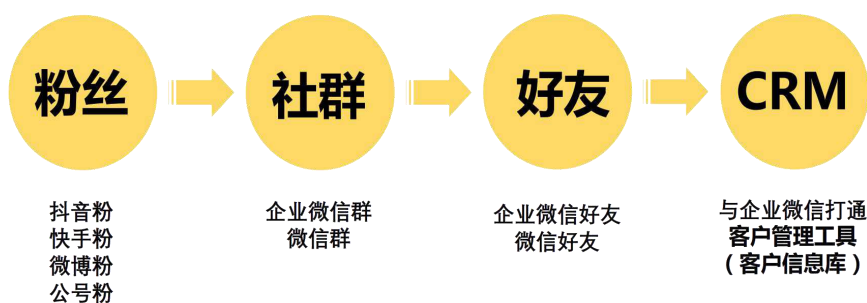 粉丝
社群
好友
CRM
抖音粉
快手粉
微博粉
公号粉
企业微信群
微信群
企业微信好友
微信好友
与企业微信打通
客户管理工具
（客户信息库）